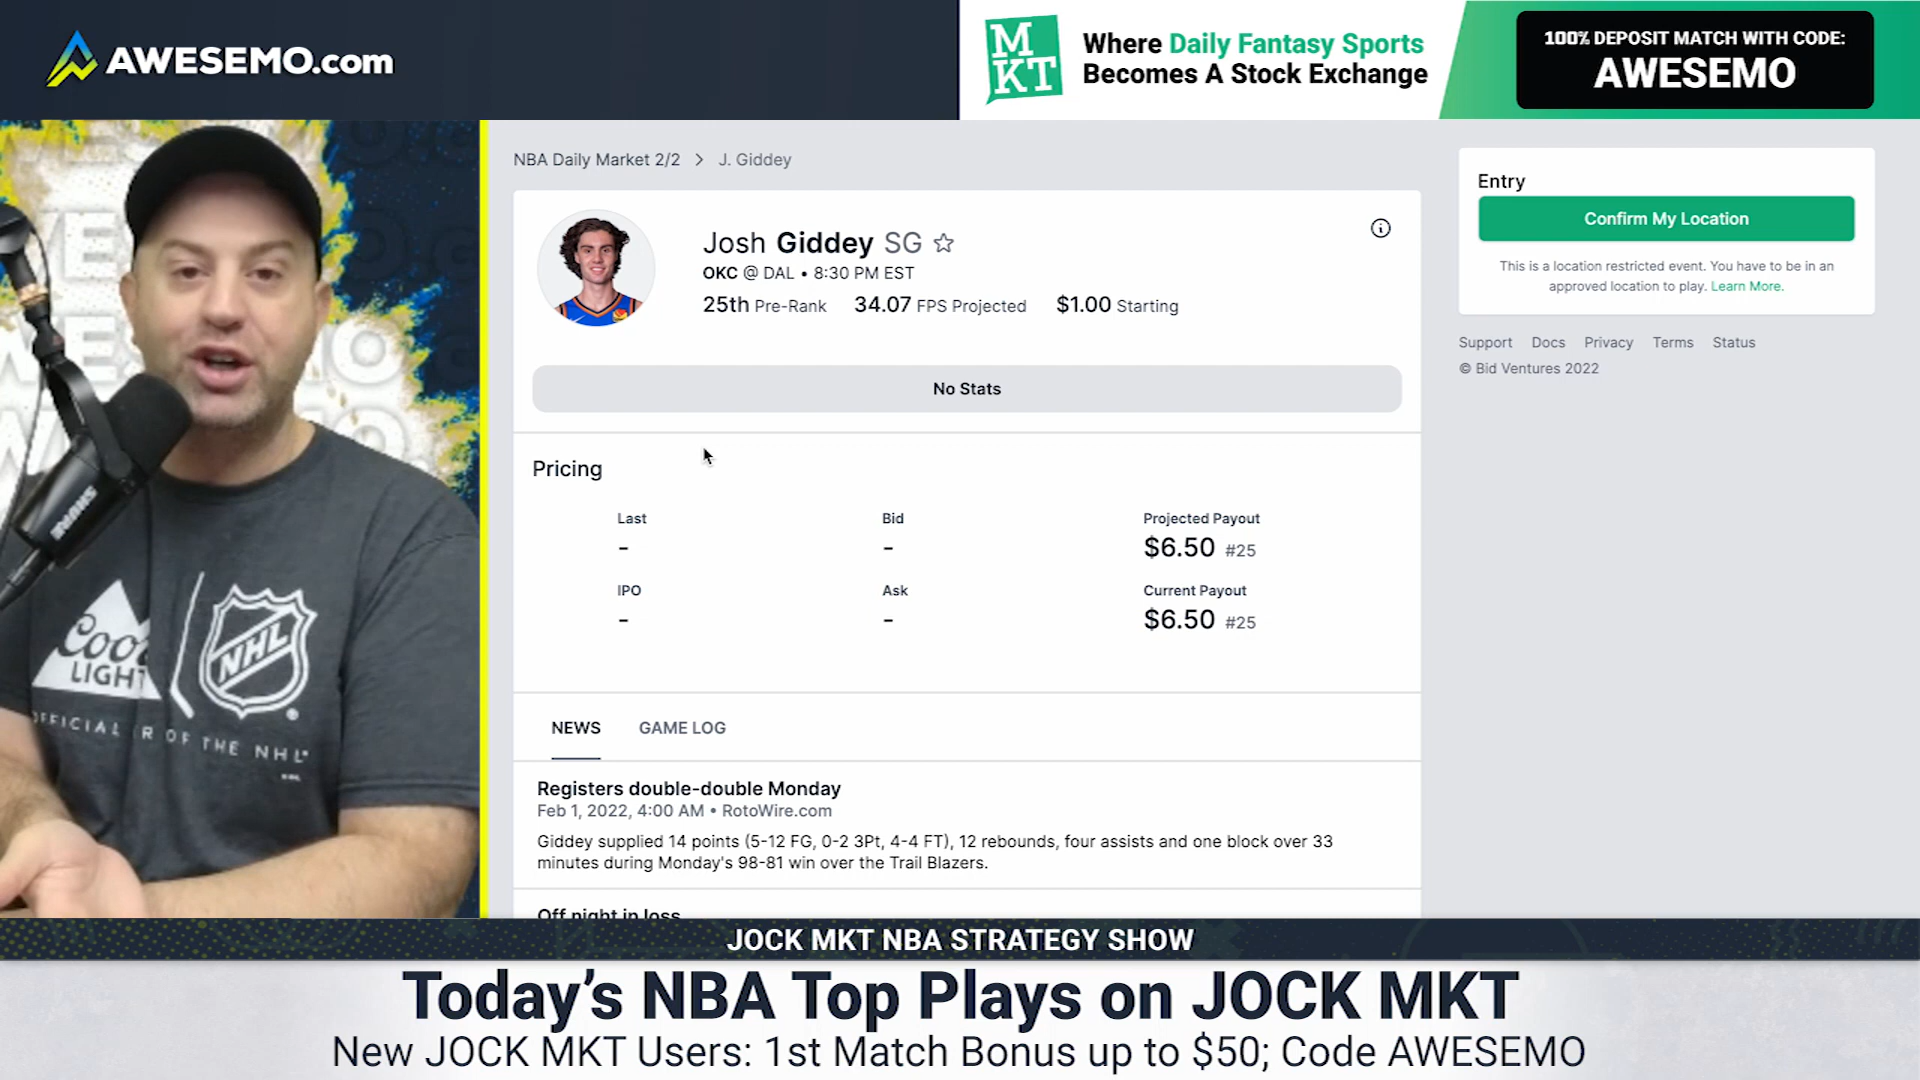 AWESEMO.com
MKT
Where Daily Fantasy Sports
Becomes A Stock Exchange
100% DEPOSIT MATCH WITH CODE:
AWESEMO
NBA Daily Market 2/2 > J. Giddey
Josh Giddey SG
OKC @ DAL • 8:30 PM EST
25th Pre-Rank 34.07 FPS Projected $1.00 Starting
No Stats
Pricing
Last
-
Bid
-
Projected Payout
$6.50 #25
IPO
-
Ask
-
Current Payout
$6.50 #25
NEWS GAME LOG
Registers double-double Monday
Feb 1, 2022, 4:00 AM • RotoWire.com
Giddey supplied 14 points (5-12 FG, 0-2 3Pt, 4-4 FT), 12 rebounds, four assists and one block over 33
minutes during Monday's 98-81 win over the Trail Blazers.
Off night in loss
Entry
Confirm My Location
This is a location restricted event. You have to be in an
approved location to play. Learn More.
Support Docs Privacy Terms Status
© Bid Ventures 2022
SHURE
LIGHT
NHL
OF THE NHL
JOCK MKT NBA STRATEGY SHOW
Today's NBA Top Plays on JOCK MKT
New JOCK MKT Users: 1st Match Bonus up to $50; Code AWESEMO